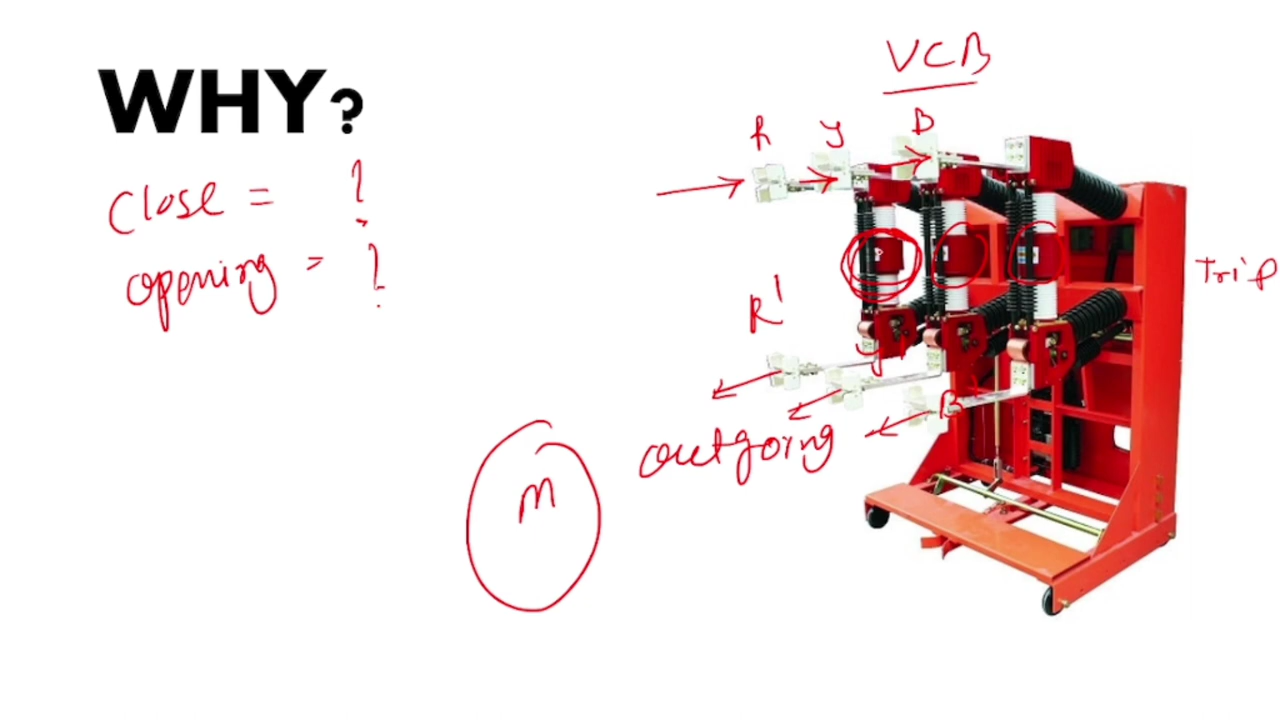 WHY?
VCB
R Y B
close = ?
opening = ?
Trip
R'
Y'
B'
outgoing
M